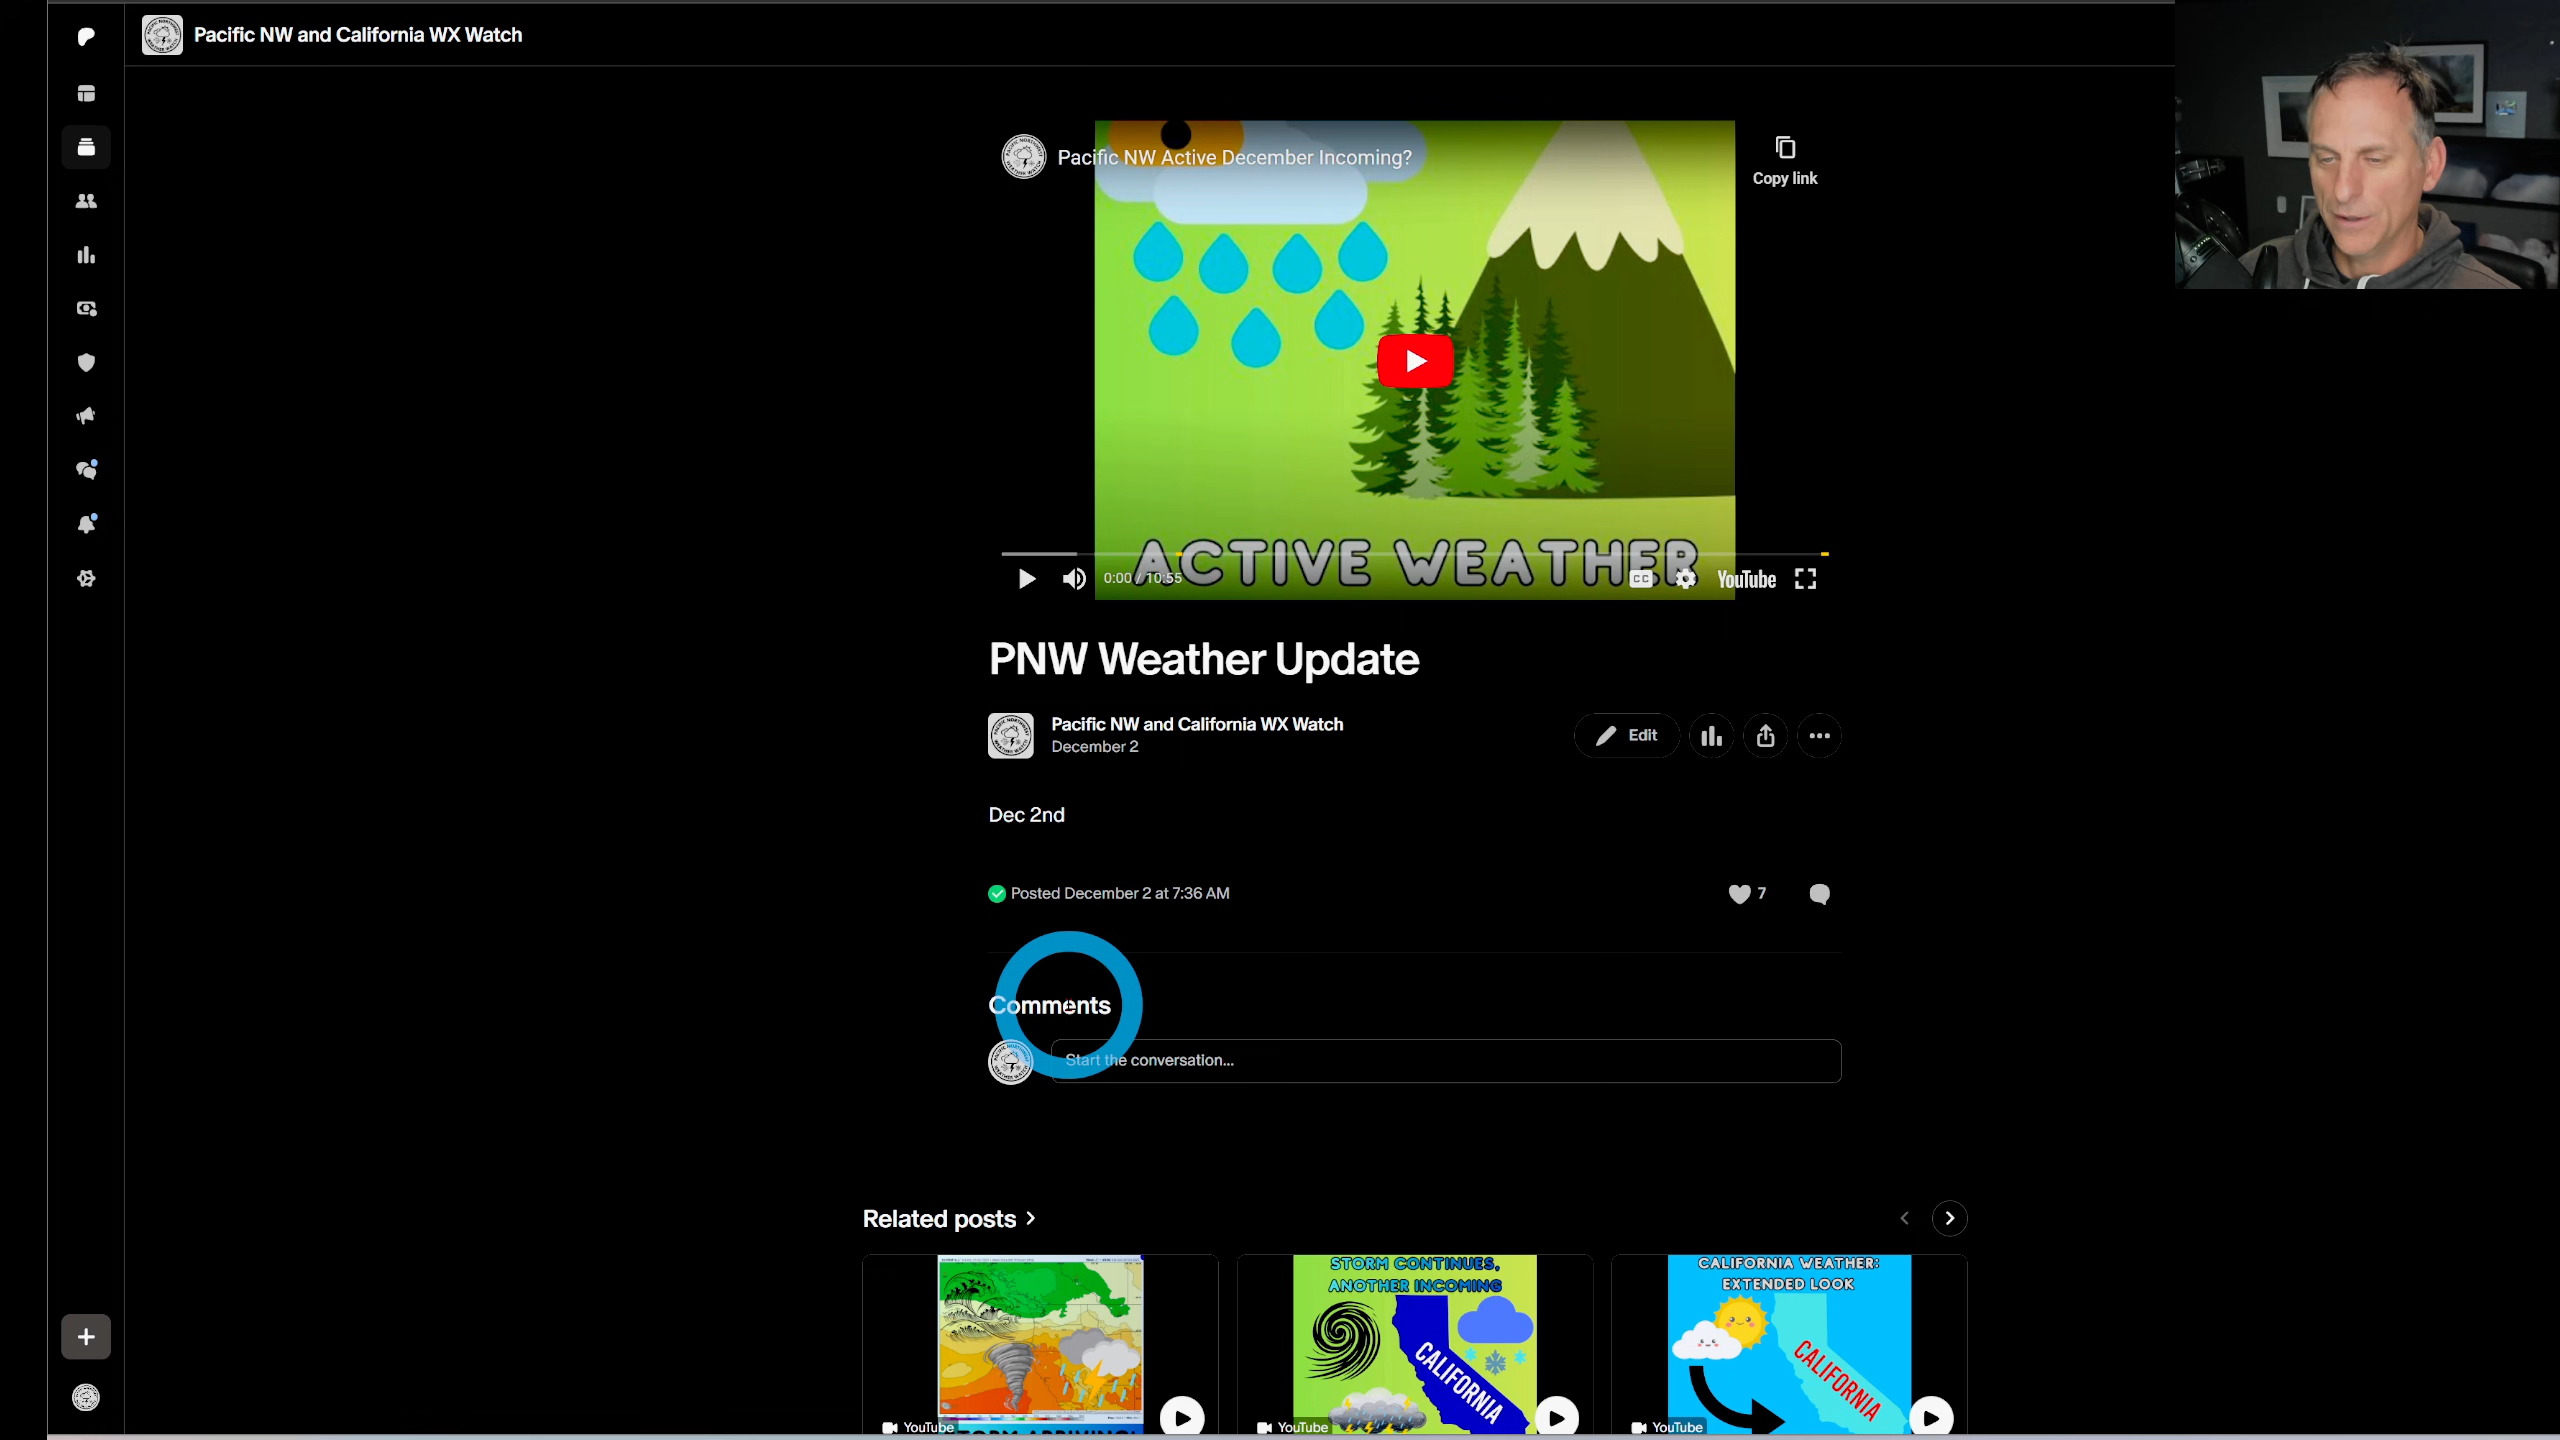 Pacific NW and California WX Watch
Pacific NW Active December Incoming?
Copy link
ACTIVE WEATHER
0:00 / 10:55
CC
YouTube
PNW Weather Update
Pacific NW and California WX Watch
December 2
Edit
Dec 2nd
Posted December 2 at 7:36 AM
7
Comments
Start the conversation...
Related posts
YouTube
STORM CONTINUES,
ANOTHER INCOMING
CALIFORNIA
YouTube
CALIFORNIA WEATHER:
EXTENDED LOOK
CALIFORNIA
YouTube